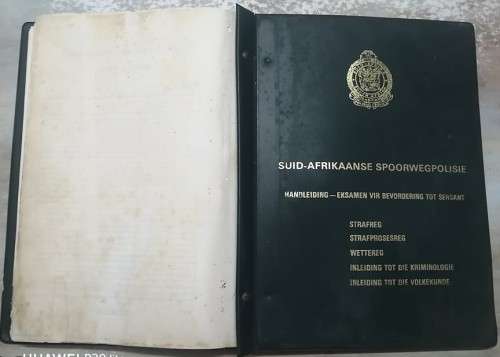 SUID-AFRIKAANSE SPOORWEGPOLISIE
HANDLEIDING – EKSAMEN VIR BEVORDERING TOT SERSANT
STRAFREG
STRAFPROSESREG
WETTEREG
INLEIDING TOT DIE KRIMINOLOGIE
INLEIDING TOT DIE VOLKEKUNDE
HUAWEI